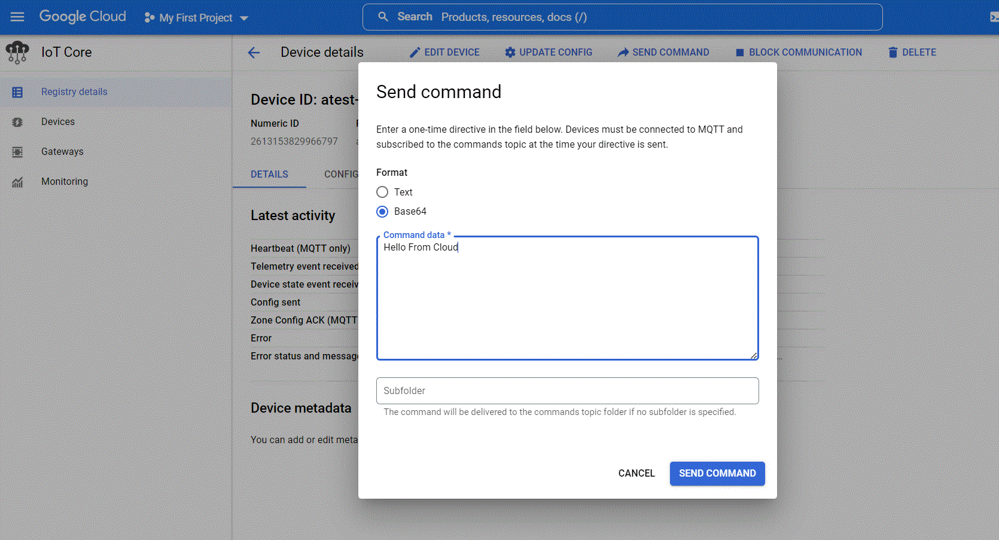 Google Cloud
My First Project
Search Products, resources, docs (/)
IoT Core
Registry details
Devices
Gateways
Monitoring
Device details
EDIT DEVICE
UPDATE CONFIG
SEND COMMAND
BLOCK COMMUNICATION
DELETE
Device ID: atest-
Numeric ID
2613153829966797
DETAILS
CONFIG
Latest activity
Heartbeat (MQTT only)
Telemetry event received
Device state event receiv
Config sent
Zone Config ACK (MQTT
Error
Error status and message
Device metadata
You can add or edit meta
Send command
Enter a one-time directive in the field below. Devices must be connected to MQTT and
subscribed to the commands topic at the time your directive is sent.
Format
Text
Base64
Command data *
Hello From Cloud
Subfolder
The command will be delivered to the commands topic folder if no subfolder is specified.
CANCEL
SEND COMMAND